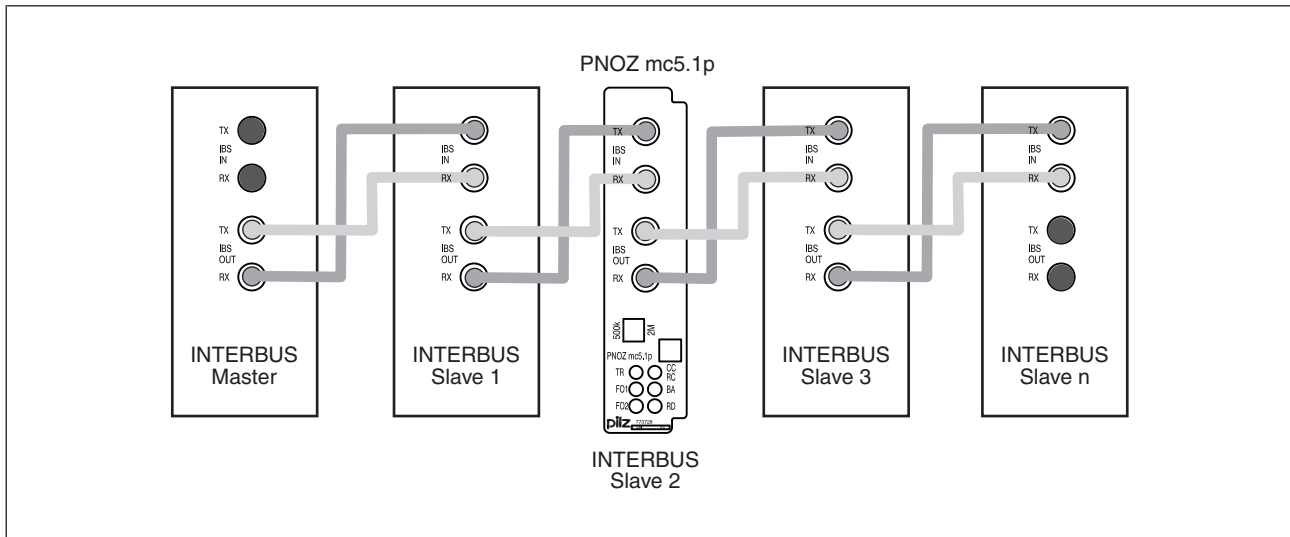 PNOZ mc5.1p
TX
IBS
IN
RX
TX
IBS
OUT
RX
INTERBUS
Master
IBS
IN
RX
TX
IBS
OUT
RX
INTERBUS
Slave 1
TX
IBS
IN
RX
TX
IBS
OUT
RX
500k
2M
PNOZ mc5.1p
TR
CC
RC
FO1
BA
FO2
RD
pilz
INTERBUS
Slave 2
TX
IBS
IN
RX
TX
IBS
OUT
RX
INTERBUS
Slave 3
TX
IBS
IN
RX
TX
IBS
OUT
RX
INTERBUS
Slave n